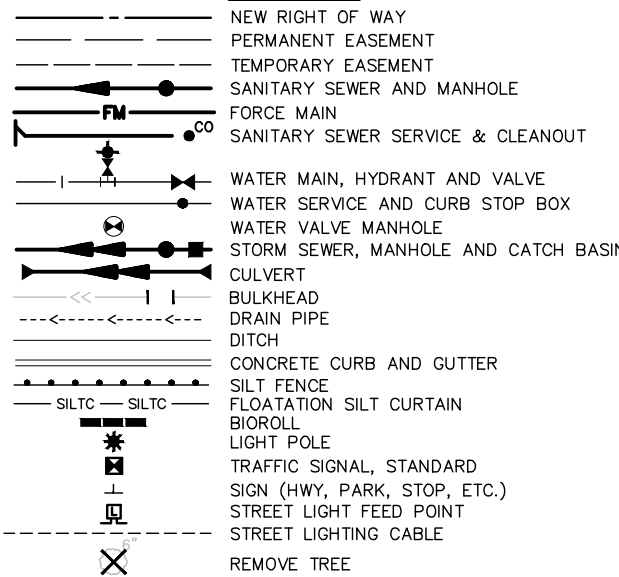 NEW RIGHT OF WAY
PERMANENT EASEMENT
TEMPORARY EASEMENT
SANITARY SEWER AND MANHOLE
FM FORCE MAIN
CO SANITARY SEWER SERVICE & CLEANOUT
WATER MAIN, HYDRANT AND VALVE
WATER SERVICE AND CURB STOP BOX
WATER VALVE MANHOLE
STORM SEWER, MANHOLE AND CATCH BASIN
CULVERT
BULKHEAD
DRAIN PIPE
DITCH
CONCRETE CURB AND GUTTER
SILT FENCE
SILTC SILTC FLOATATION SILT CURTAIN
BIOROLL
LIGHT POLE
TRAFFIC SIGNAL, STANDARD
SIGN (HWY, PARK, STOP, ETC.)
L STREET LIGHT FEED POINT
STREET LIGHTING CABLE
6" REMOVE TREE